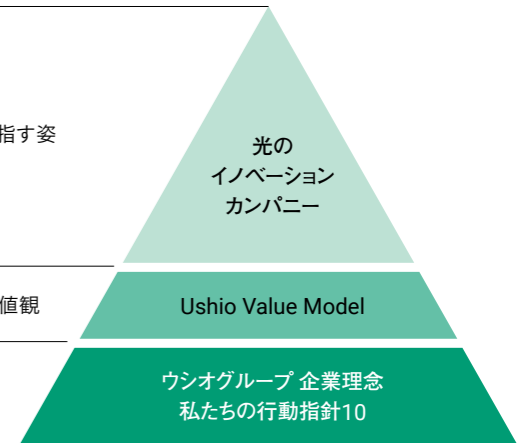 指す姿
光の
イノベーション
カンパニー
値観
Ushio Value Model
ウシオグループ 企業理念
私たちの行動指針10